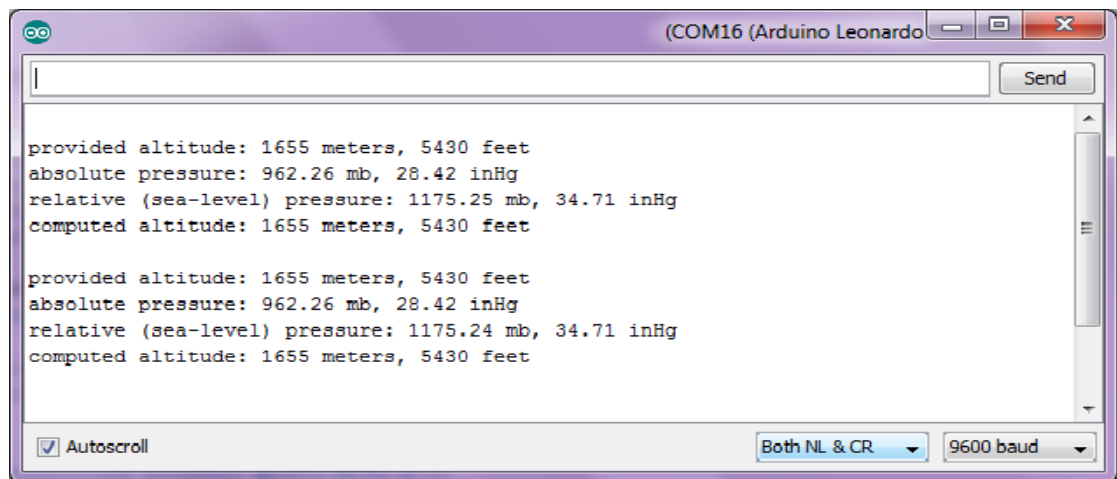 (COM16 (Arduino Leonardo
Send
provided altitude: 1655 meters, 5430 feet
absolute pressure: 962.26 mb, 28.42 inHg
relative (sea-level) pressure: 1175.25 mb, 34.71 inHg
computed altitude: 1655 meters, 5430 feet
provided altitude: 1655 meters, 5430 feet
absolute pressure: 962.26 mb, 28.42 inHg
relative (sea-level) pressure: 1175.24 mb, 34.71 inHg
computed altitude: 1655 meters, 5430 feet
Autoscroll
Both NL & CR
9600 baud